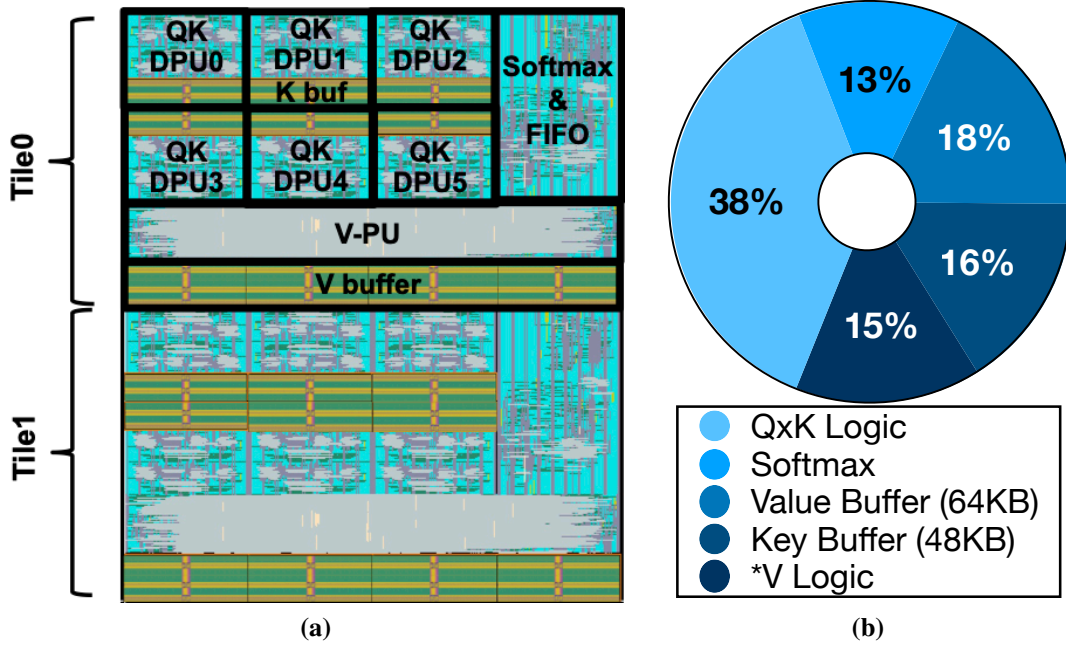 QK
DPU0
QK
DPU1
QK
DPU2
K buf
Softmax
&
FIFO
QK
DPU3
QK
DPU4
QK
DPU5
V-PU
V buffer
Tile0
Tile1
(a)
13%
18%
38%
16%
15%
QxK Logic
Softmax
Value Buffer (64KB)
Key Buffer (48KB)
*V Logic
(b)